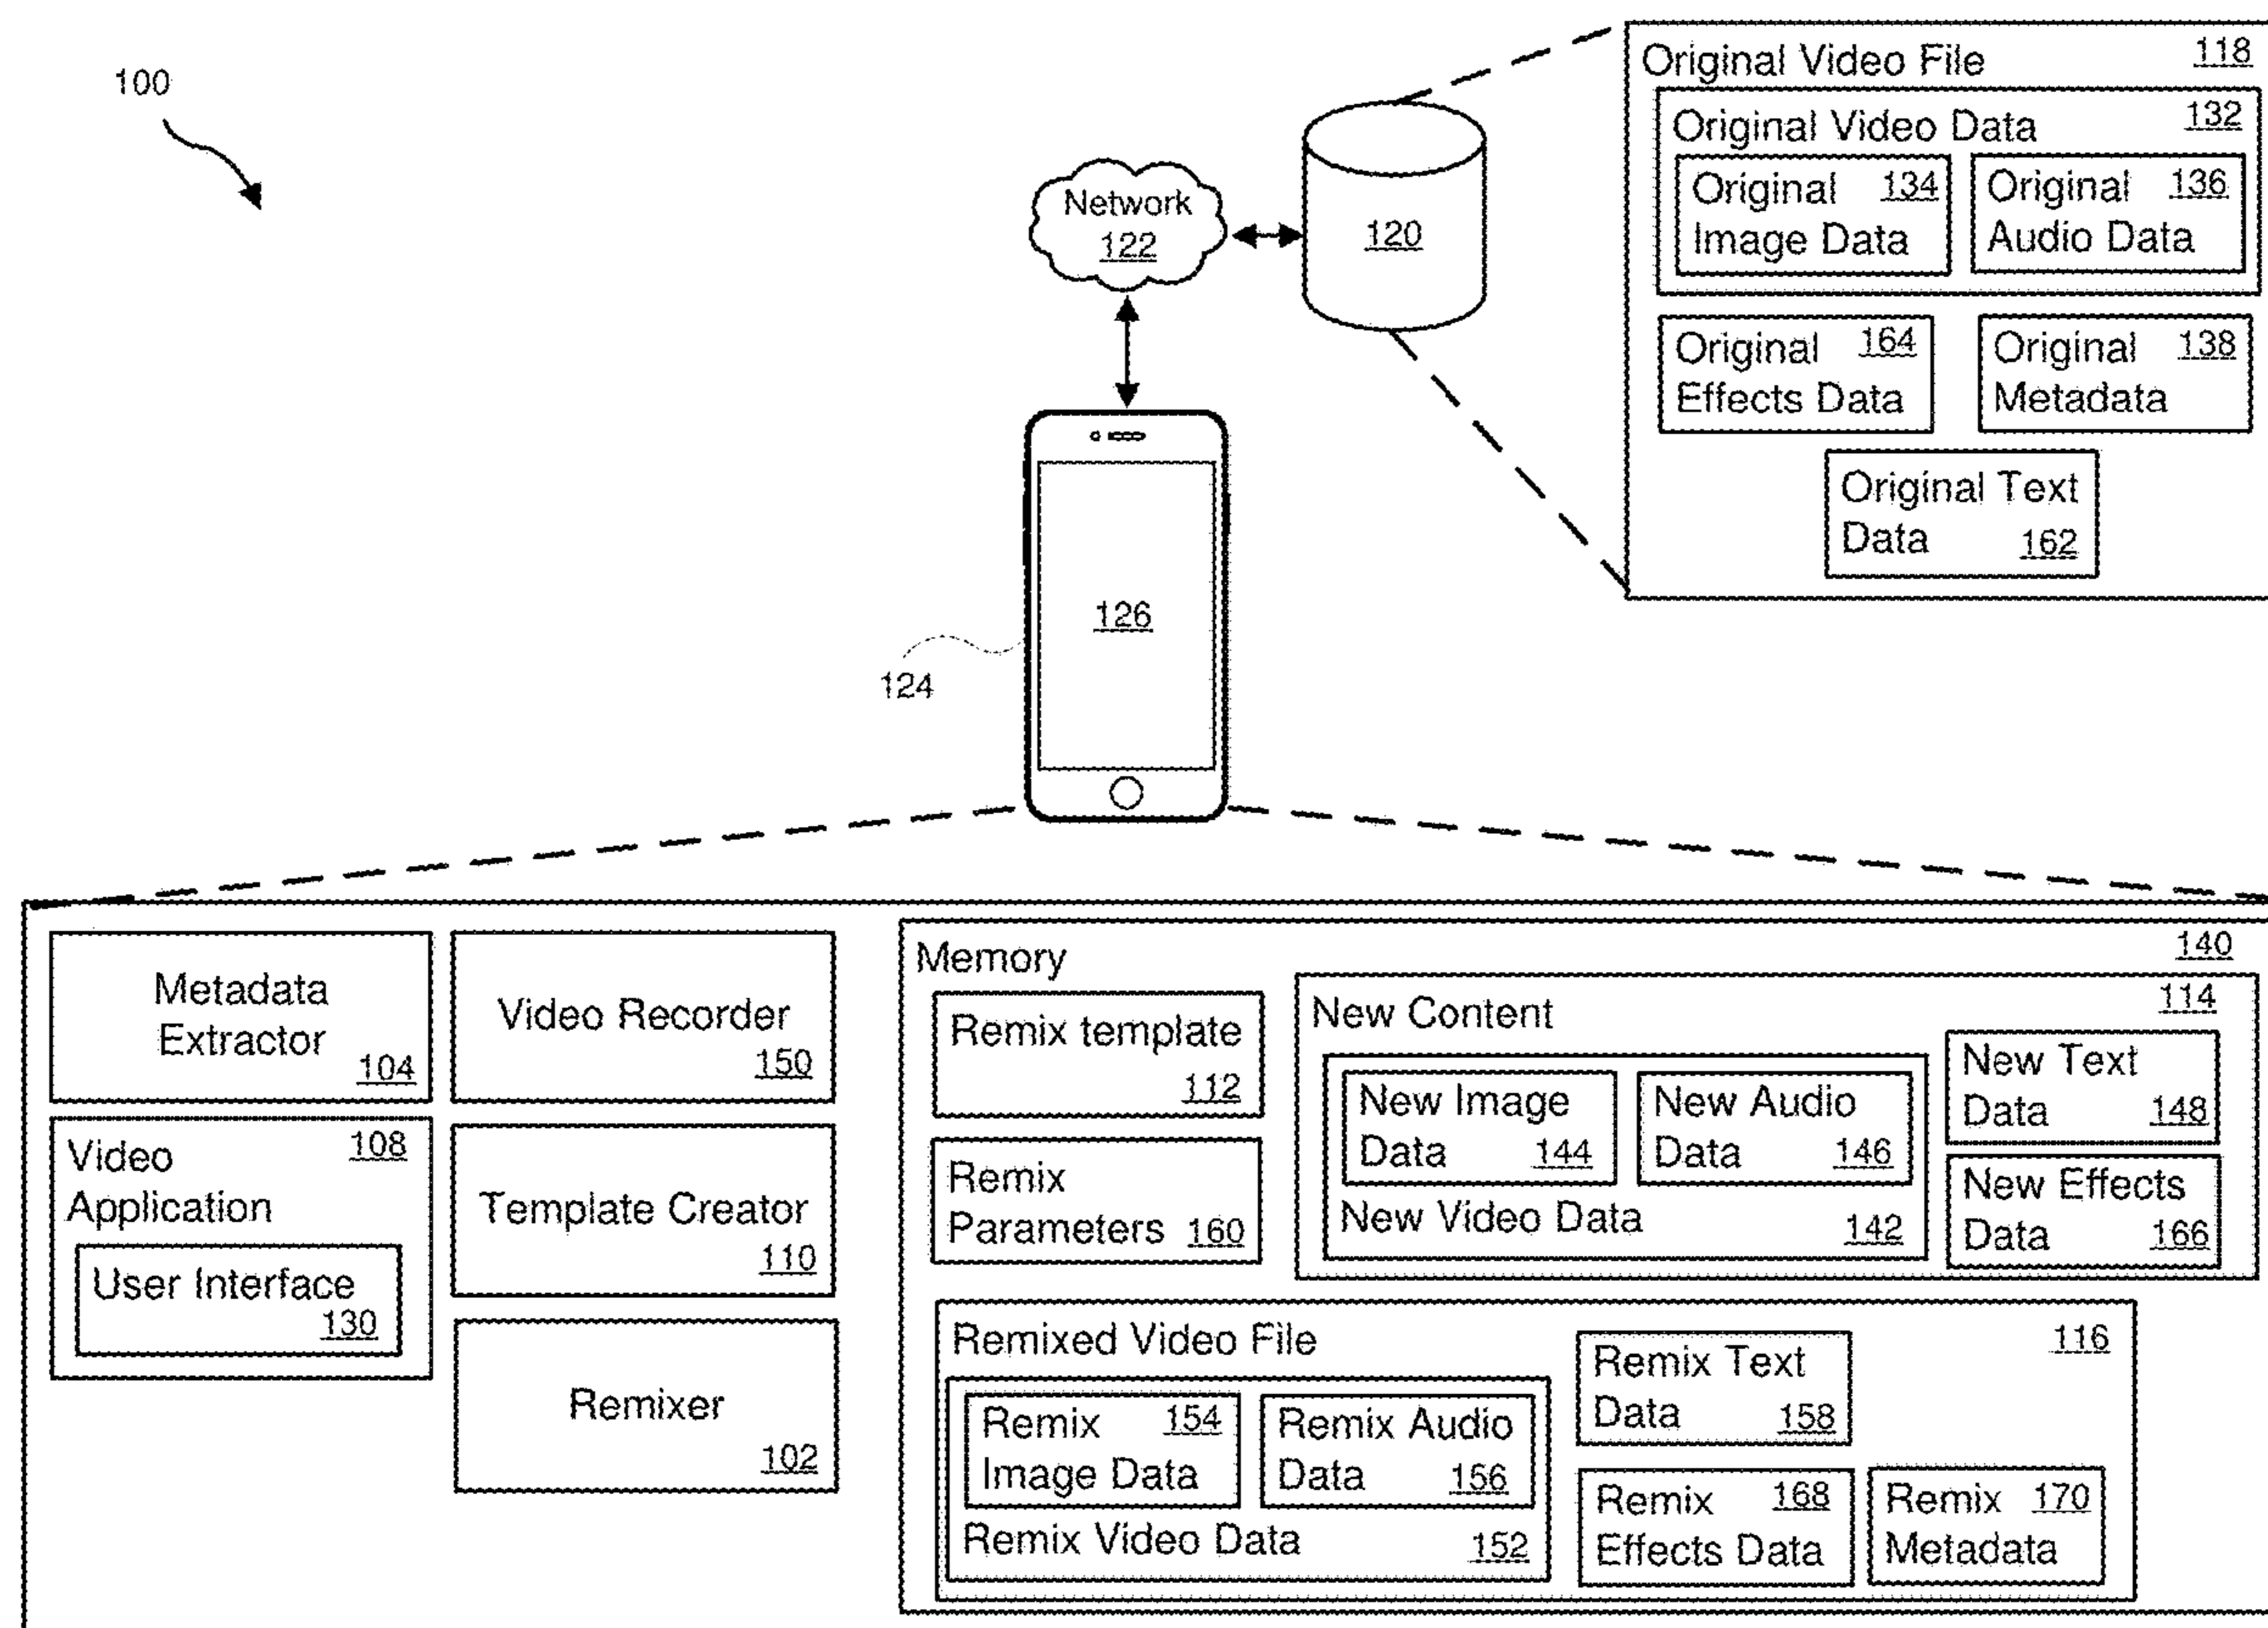 100
Network
122
120
Original Video File 118
Original Video Data 132
Original 134
Image Data
Original 136
Audio Data
Original 164
Effects Data
Original 138
Metadata
Original Text
Data 162
126
124
Metadata
Extractor
104
Video Recorder
150
Video 108
Application
User Interface
130
Template Creator
110
Remixer
102
Memory 140
Remix template
112
Remix
Parameters 160
New Content 114
New Image
Data 144
New Audio
Data 146
New Video Data 142
New Text
Data 148
New Effects
Data 166
Remixed Video File 116
Remix 154
Image Data
Remix Audio
Data 156
Remix Video Data 152
Remix Text
Data 158
Remix 168
Effects Data
Remix 170
Metadata